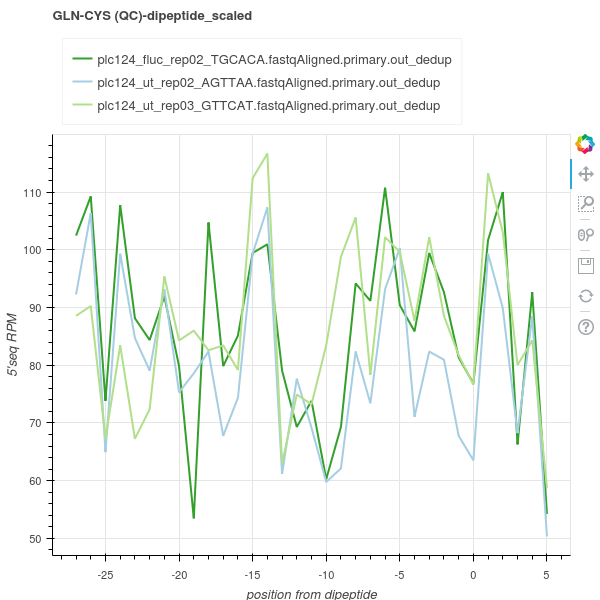 GLN-CYS (QC)-dipeptide_scaled
plc124_fluc_rep02_TGCACA.fastqAligned.primary.out_dedup
plc124_ut_rep02_AGTTAA.fastqAligned.primary.out_dedup
plc124_ut_rep03_GTTCAT.fastqAligned.primary.out_dedup
110
100
90
80
70
60
50
5'seq RPM
-25 -20 -15 -10 -5 0 5
position from dipeptide